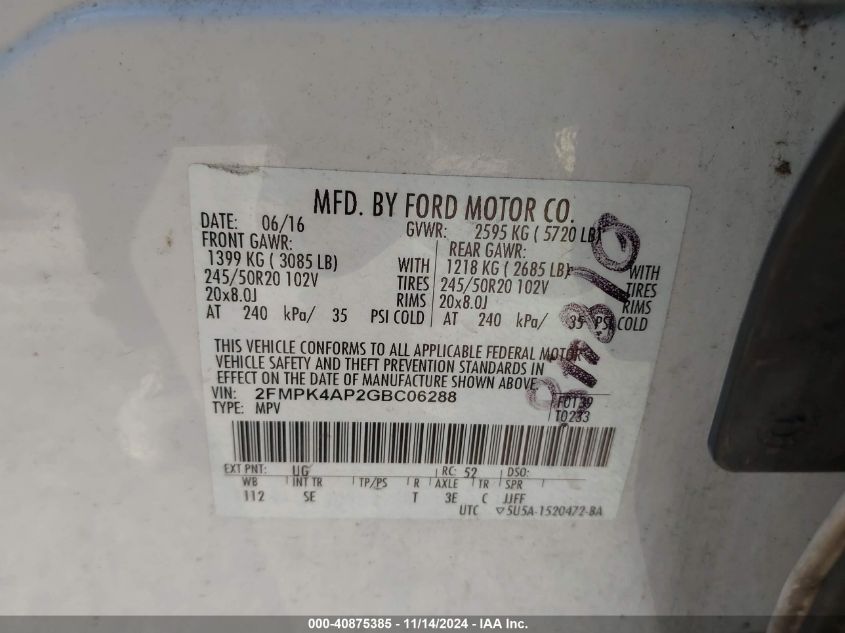 MFD. BY FORD MOTOR CO.
DATE: 06/16 GVWR: 2595 KG ( 5720 LB)
FRONT GAWR: REAR GAWR:
1399 KG ( 3085 LB) WITH 1218 KG ( 2685 LB) WITH
245/50R20 102V TIRES 245/50R20 102V TIRES
20x8.0J RIMS 20x8.0J RIMS
AT 240 kPa/ 35 PSI COLD AT 240 kPa/ 35 PSI COLD
THIS VEHICLE CONFORMS TO ALL APPLICABLE FEDERAL MOTOR
VEHICLE SAFETY AND THEFT PREVENTION STANDARDS IN
EFFECT ON THE DATE OF MANUFACTURE SHOWN ABOVE.
VIN: 2FMPK4AP2GBC06288 F0139
TYPE: MPV T0233
EXT PNT: UG RC: 52 DSO:
WB INT TR TP/PS R AXLE TR SPR
112 SE T 3E C JJFF
UTC ▽5U5A-1520472-BA
000-40875385 - 11/14/2024 - IAA Inc.